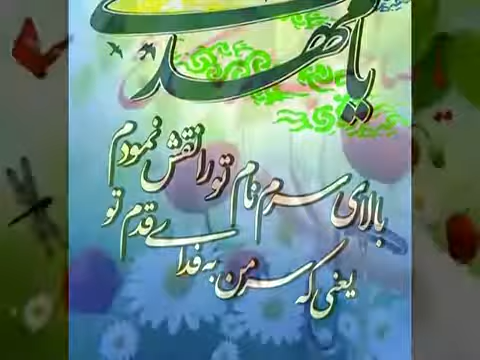 یا مهدی
بالای سرم نام تو را نقش نمودم
یعنی که سر من به فدای قدم تو